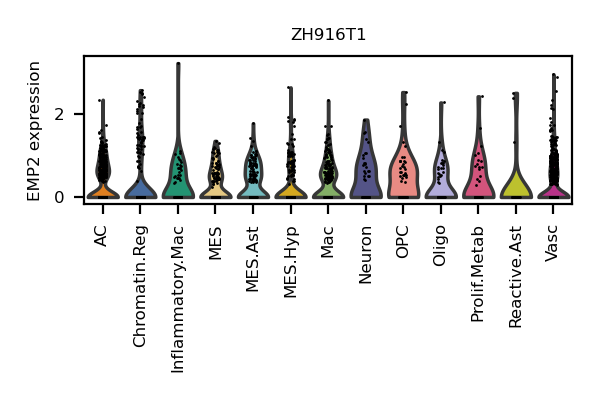 ZH916T1
EMP2 expression
2
0
AC
Chromatin.Reg
Inflammatory.Mac
MES
MES.Ast
MES.Hyp
Mac
Neuron
OPC
Oligo
Prolif.Metab
Reactive.Ast
Vasc